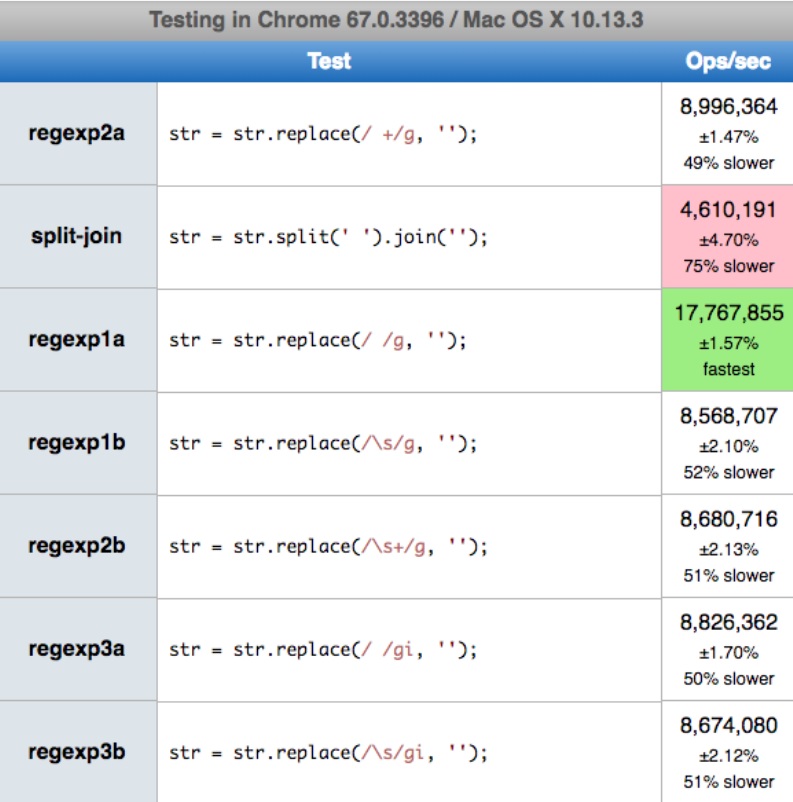 Testing in Chrome 67.0.3396 / Mac OS X 10.13.3
Test Ops/sec
regexp2a str = str.replace(/ +/g, ''); 8,996,364
±1.47%
49% slower
split-join str = str.split(' ').join(''); 4,610,191
±4.70%
75% slower
regexp1a str = str.replace(/ /g, ''); 17,767,855
±1.57%
fastest
regexp1b str = str.replace(/\s/g, ''); 8,568,707
±2.10%
52% slower
regexp2b str = str.replace(/\s+/g, ''); 8,680,716
±2.13%
51% slower
regexp3a str = str.replace(/ /gi, ''); 8,826,362
±1.70%
50% slower
regexp3b str = str.replace(/\s/gi, ''); 8,674,080
±2.12%
51% slower